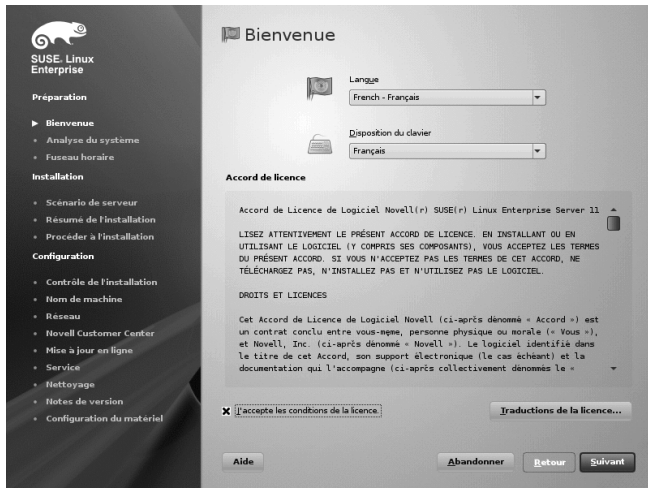 SUSE. Linux
Enterprise
Préparation
Bienvenue
Analyse du système
Fuseau horaire
Installation
Scénario de serveur
Résumé de l'installation
Procéder à l'installation
Configuration
Contrôle de l'installation
Nom de machine
Réseau
Novell Customer Center
Mise à jour en ligne
Service
Nettoyage
Notes de version
Configuration du matériel
Bienvenue
Langue
French - Français
Disposition du clavier
Français
Accord de licence
Accord de Licence de Logiciel Novell(r) SUSE(r) Linux Enterprise Server 11
LISEZ ATTENTIVEMENT LE PRÉSENT ACCORD DE LICENCE. EN INSTALLANT OU EN
UTILISANT LE LOGICIEL (Y COMPRIS SES COMPOSANTS), VOUS ACCEPTEZ LES TERMES
DU PRÉSENT ACCORD. SI VOUS N'ACCEPTEZ PAS LES TERMES DE CET ACCORD, NE
TÉLÉCHARGEZ PAS, N'INSTALLEZ PAS ET N'UTILISEZ PAS LE LOGICIEL.
DROITS ET LICENCES
Cet Accord de Licence de Logiciel Novell (ci-après dénommé « Accord ») est
un contrat conclu entre vous-même, personne physique ou morale (« Vous »),
et Novell, Inc. (ci-après dénommé « Novell »). Le logiciel identifié dans
le titre de cet Accord, son support électronique (le cas échéant) et la
documentation qui l'accompagne (ci-après collectivement dénommés le «
J'accepte les conditions de la licence.
Traductions de la licence...
Aide
Abandonner
Retour
Suivant